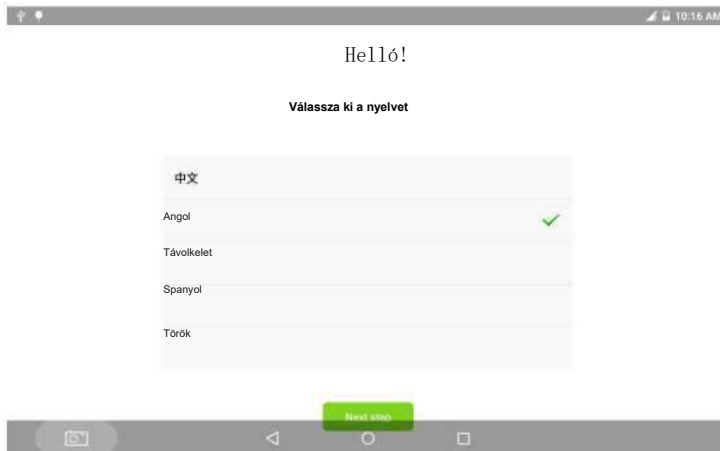 10:16 AM
Helló!
Válassza ki a nyelvet
中文
Angol
Távolkelet
Spanyol
Török
Next step